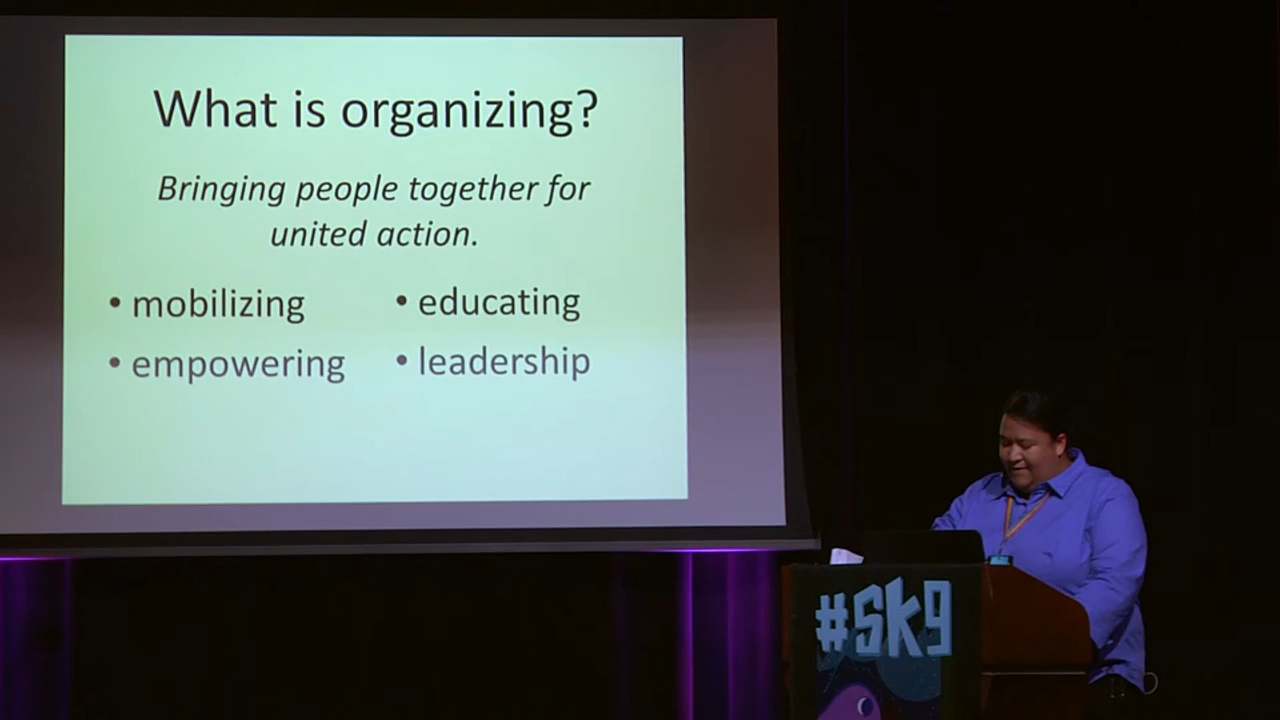 What is organizing?
Bringing people together for
united action.
• mobilizing
• empowering
• educating
• leadership
#SK9